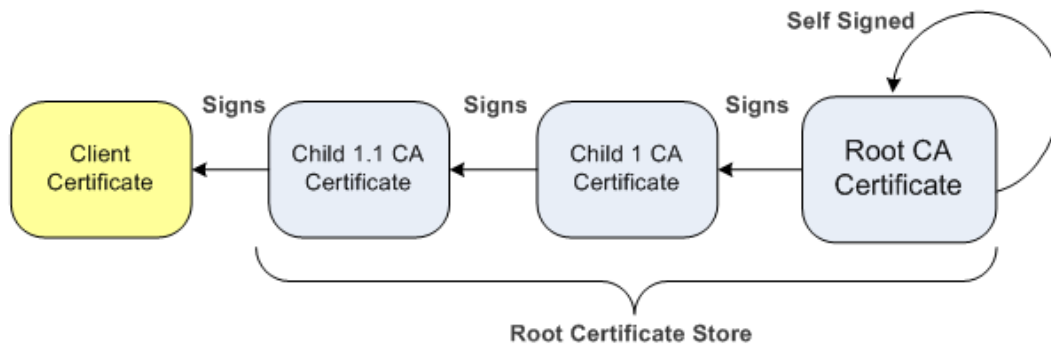 Self Signed
Signs
Signs
Signs
Client
Certificate
Child 1.1 CA
Certificate
Child 1 CA
Certificate
Root CA
Certificate
Root Certificate Store